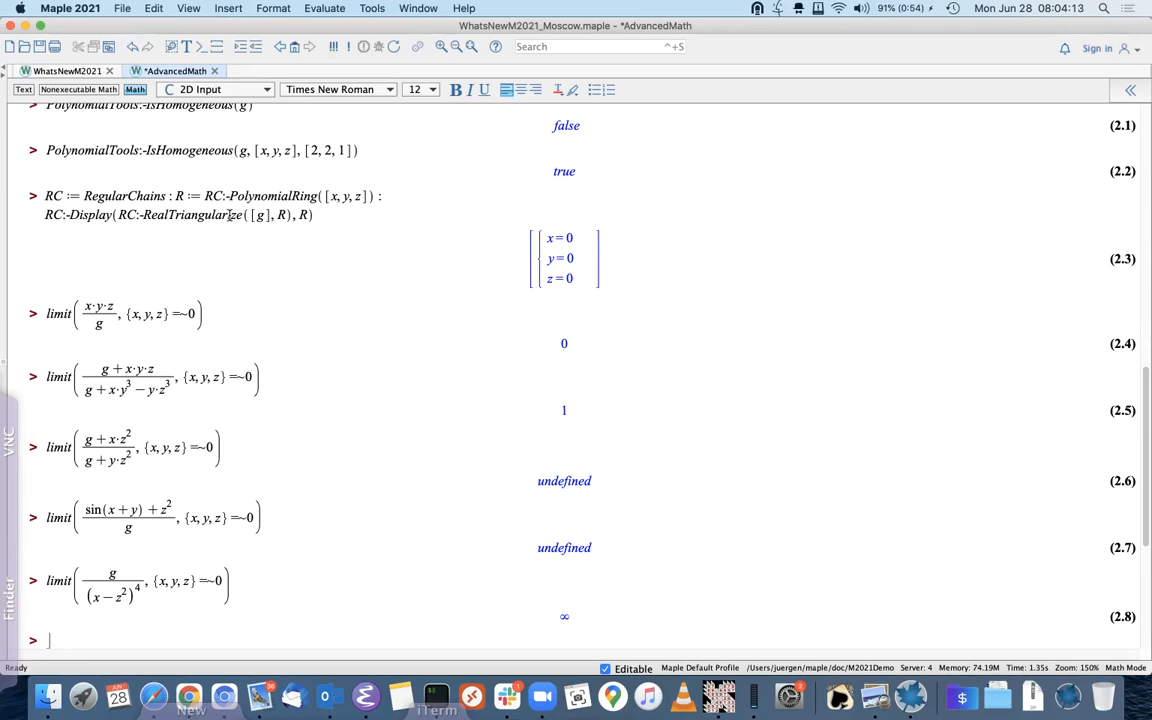 Maple 2021 File Edit View Insert Format Evaluate Tools Window Help 91% (0:54) Mon Jun 28 08:04:13
WhatsNewM2021_Moscow.maple - *AdvancedMath
Search ^+S Sign in
WhatsNewM2021 *AdvancedMath
Text Nonexecutable Math Math C 2D Input Times New Roman 12 B I U
> PolynomialTools:-IsHomogeneous(g)
false (2.1)
> PolynomialTools:-IsHomogeneous(g, [x, y, z], [2, 2, 1])
true (2.2)
> RC := RegularChains : R := RC:-PolynomialRing([x, y, z]) :
RC:-Display(RC:-RealTriangularize([g], R), R)
x = 0
y = 0
z = 0
(2.3)
> limit(x·y·z/g, {x, y, z} =~0)
0 (2.4)
> limit((g + x·y·z)/(g + x·y^3 − y·z^3), {x, y, z} =~0)
1 (2.5)
> limit((g + x·z^2)/(g + y·z^2), {x, y, z} =~0)
undefined (2.6)
> limit((sin(x + y) + z^2)/g, {x, y, z} =~0)
undefined (2.7)
> limit(g/(x − z^2)^4, {x, y, z} =~0)
∞ (2.8)
>
VNC
Finder
Ready Editable Maple Default Profile /Users/juergen/maple/doc/M2021Demo Server: 4 Memory: 74.19M Time: 1.35s Zoom: 150% Math Mode
New iTerm